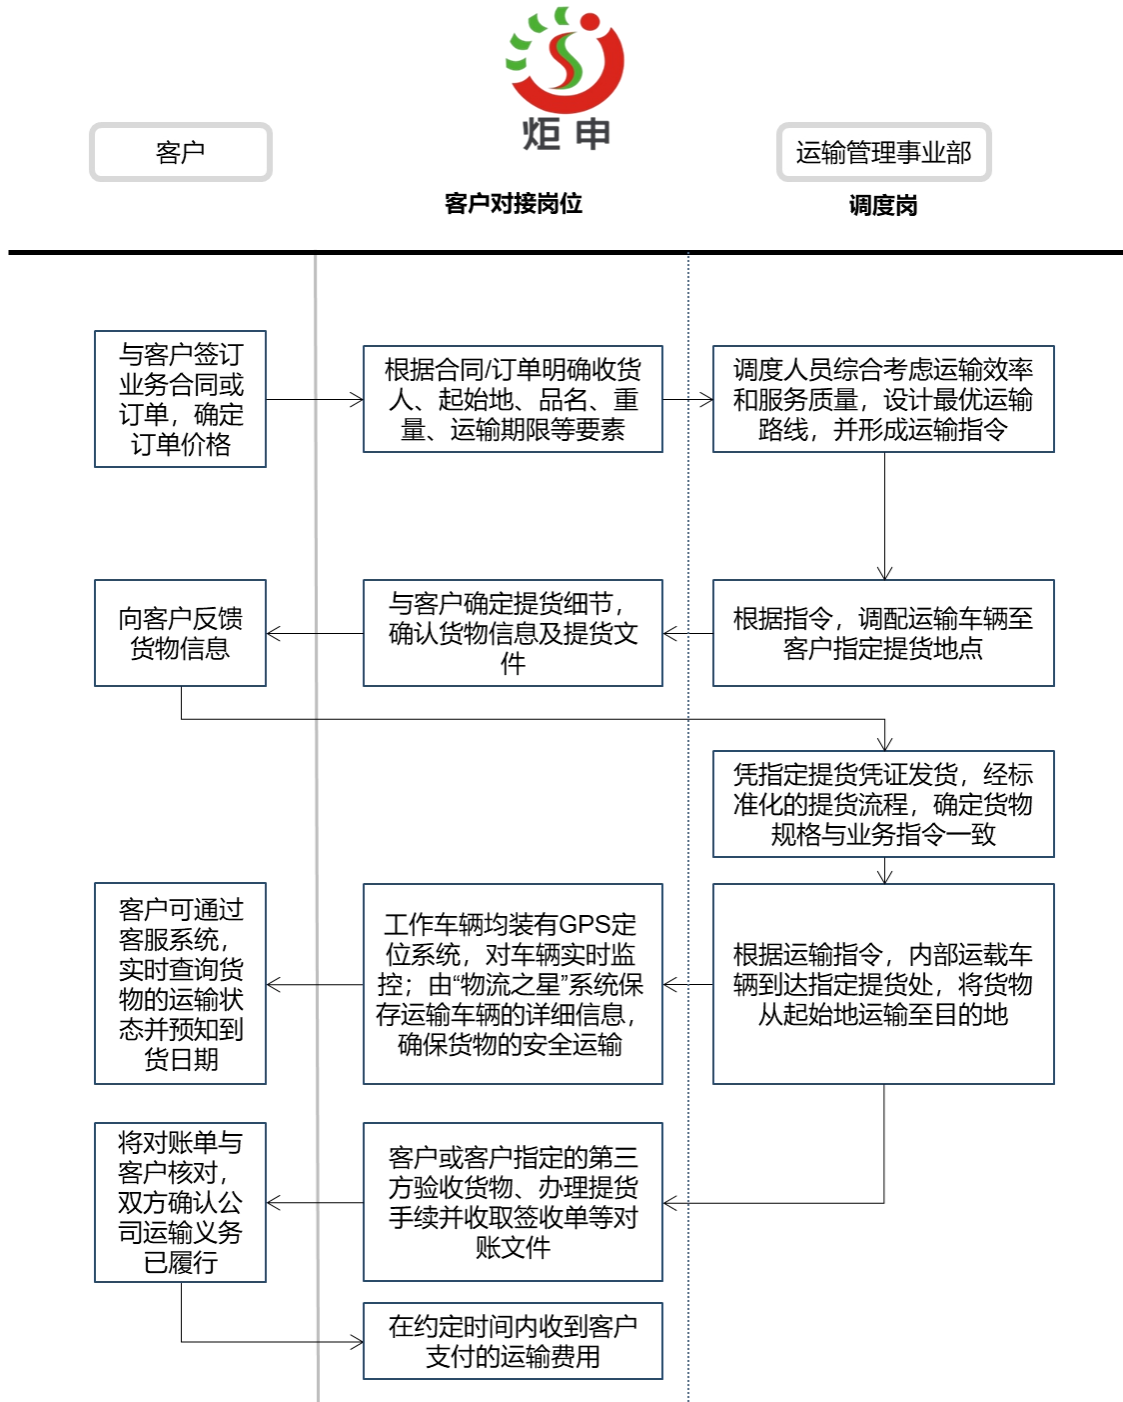 炬申
客户
运输管理事业部
客户对接岗位
调度岗
与客户签订
业务合同或
订单，确定
订单价格
根据合同/订单明确收货
人、起始地、品名、重
量、运输期限等要素
调度人员综合考虑运输效率
和服务质量，设计最优运输
路线，并形成运输指令
向客户反馈
货物信息
与客户确定提货细节，
确认货物信息及提货文
件
根据指令，调配运输车辆至
客户指定提货地点
凭指定提货凭证发货，经标
准化的提货流程，确定货物
规格与业务指令一致
客户可通过
客服系统，
实时查询货
物的运输状
态并预知到
货日期
工作车辆均装有GPS定
位系统，对车辆实时监
控；由“物流之星”系统保
存运输车辆的详细信息，
确保货物的安全运输
根据运输指令，内部运载车
辆到达指定提货处，将货物
从起始地运输至目的地
将对账单与
客户核对，
双方确认公
司运输义务
已履行
客户或客户指定的第三
方验收货物、办理提货
手续并收取签收单等对
账文件
在约定时间内收到客户
支付的运输费用